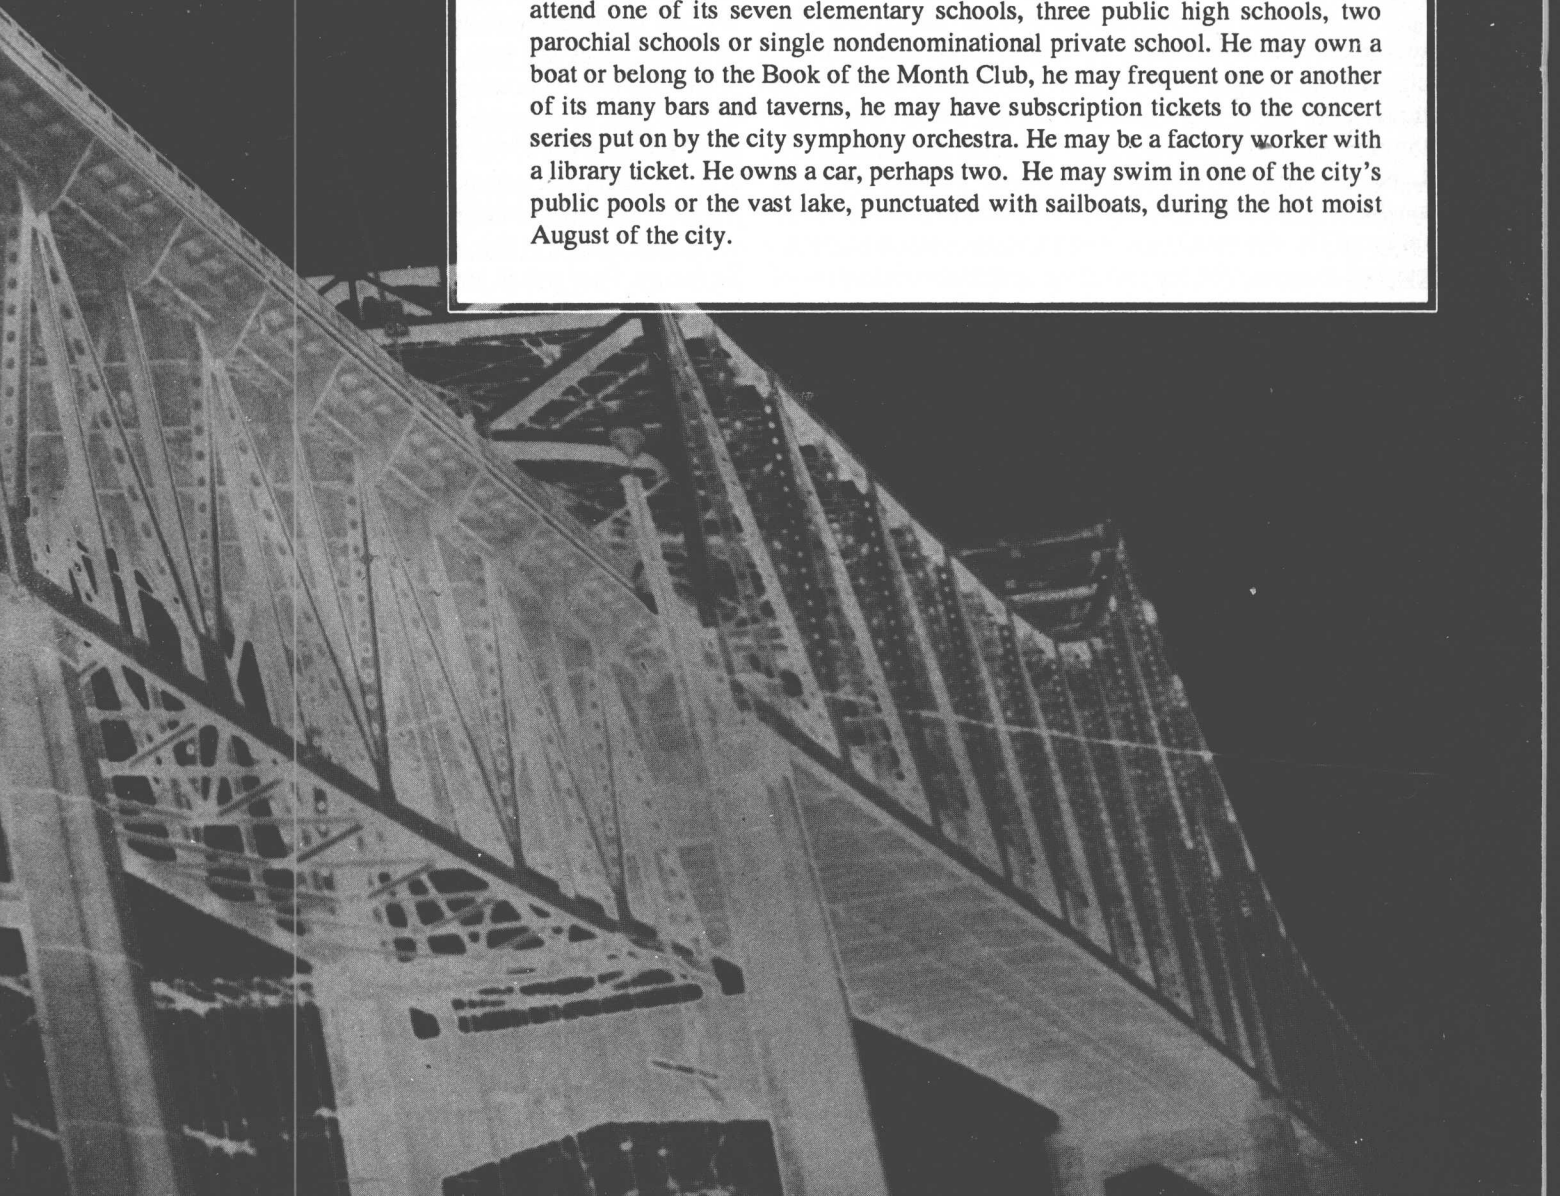 attend one of its seven elementary schools, three public high schools, two
parochial schools or single nondenominational private school. He may own a
boat or belong to the Book of the Month Club, he may frequent one or another
of its many bars and taverns, he may have subscription tickets to the concert
series put on by the city symphony orchestra. He may be a factory worker with
a library ticket. He owns a car, perhaps two. He may swim in one of the city's
public pools or the vast lake, punctuated with sailboats, during the hot moist
August of the city.